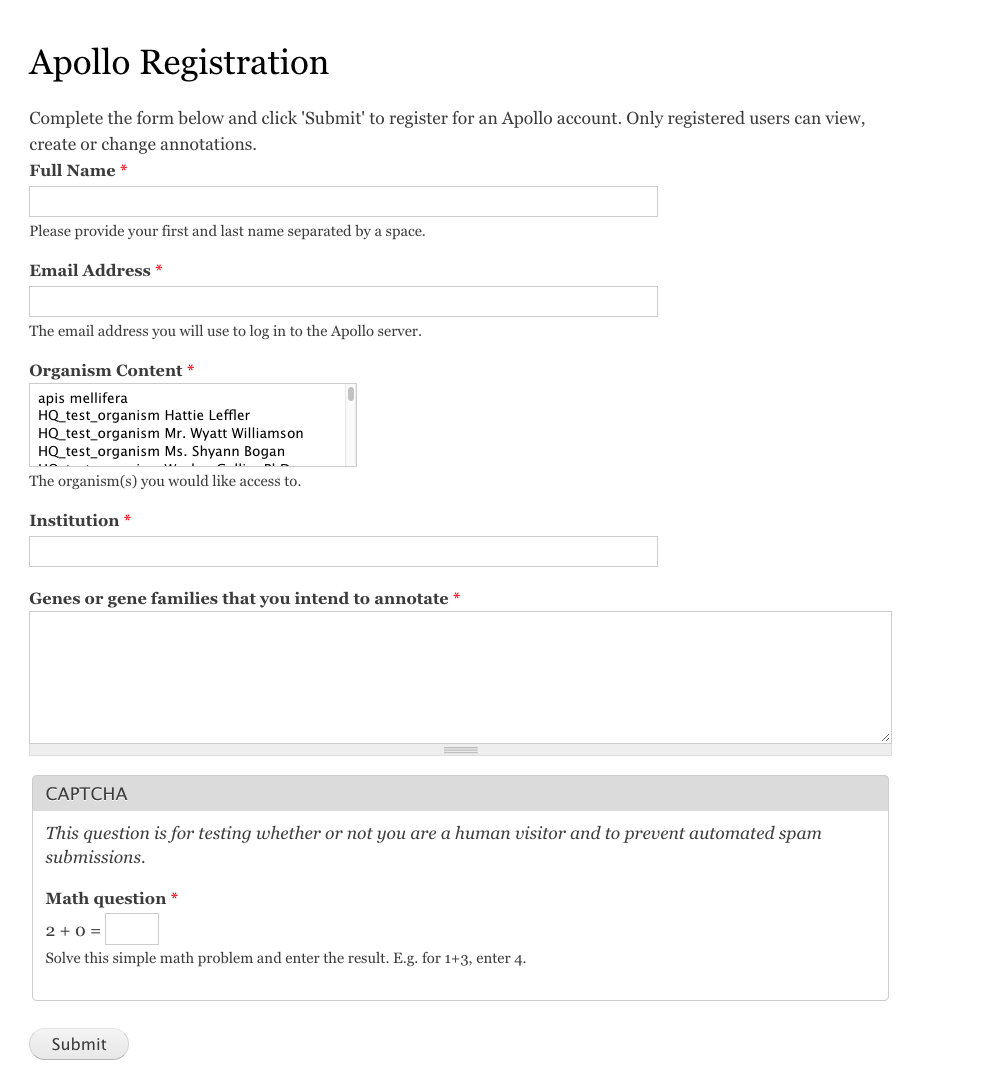 Apollo Registration
Complete the form below and click 'Submit' to register for an Apollo account. Only registered users can view,
create or change annotations.
Full Name *
Please provide your first and last name separated by a space.
Email Address *
The email address you will use to log in to the Apollo server.
Organism Content *
apis mellifera
HQ_test_organism Hattie Leffler
HQ_test_organism Mr. Wyatt Williamson
HQ_test_organism Ms. Shyann Bogan
The organism(s) you would like access to.
Institution *
Genes or gene families that you intend to annotate *
CAPTCHA
This question is for testing whether or not you are a human visitor and to prevent automated spam
submissions.
Math question *
2 + 0 =
Solve this simple math problem and enter the result. E.g. for 1+3, enter 4.
Submit